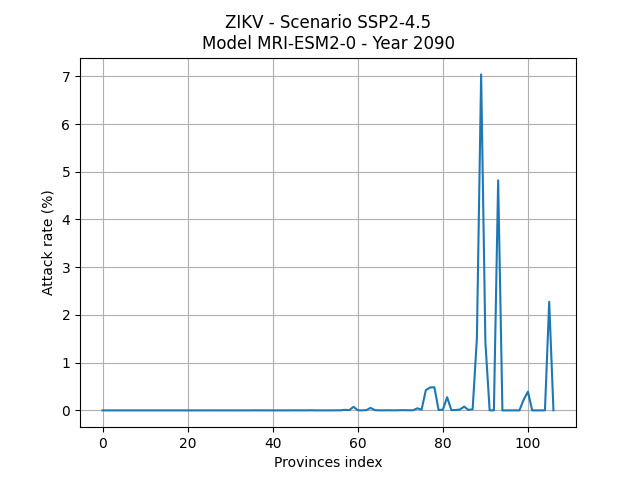 ZIKV - Scenario SSP2-4.5
Model MRI-ESM2-0 - Year 2090
7
6
5
4
3
2
1
0
Attack rate (%)
0 20 40 60 80 100
Provinces index